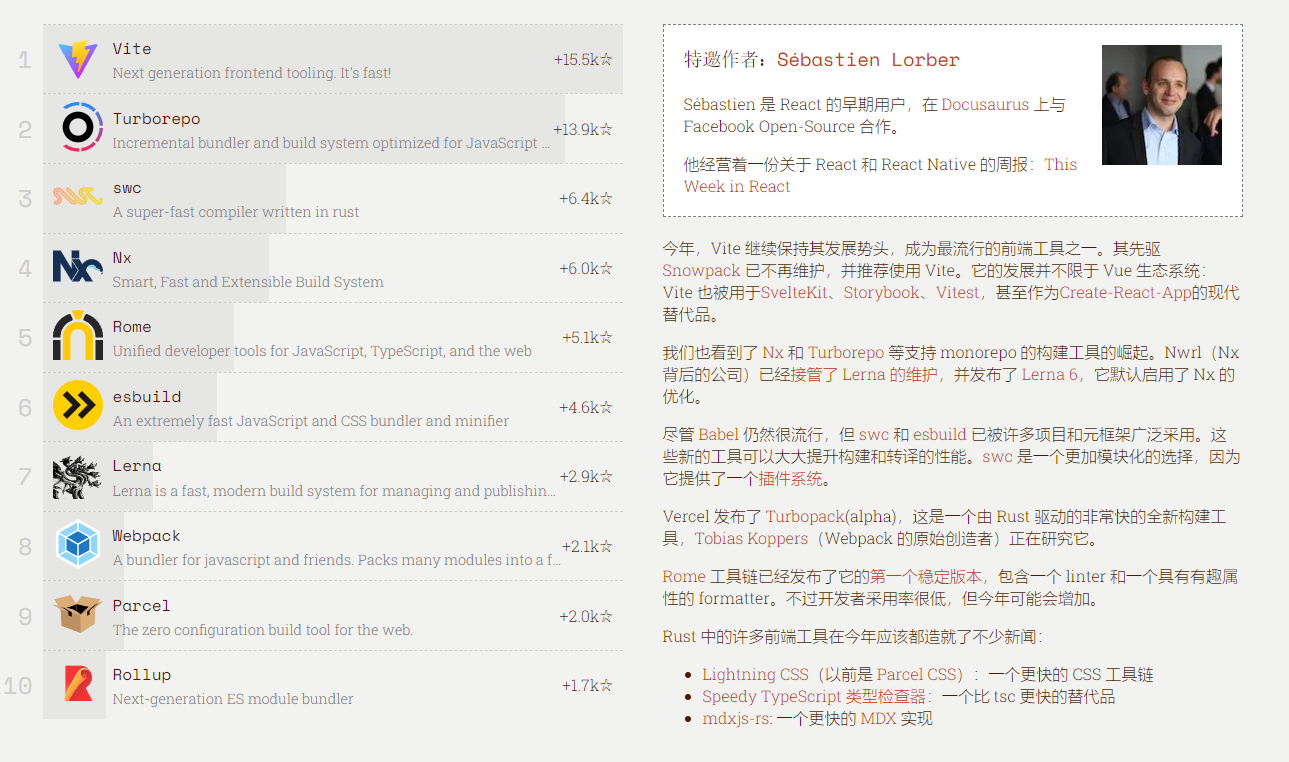 1
Vite
Next generation frontend tooling. It's fast!
+15.5k☆
2
Turborepo
Incremental bundler and build system optimized for JavaScript ...
+13.9k☆
3
swc
A super-fast compiler written in rust
+6.4k☆
4
Nx
Smart, Fast and Extensible Build System
+6.0k☆
5
Rome
Unified developer tools for JavaScript, TypeScript, and the web
+5.1k☆
6
esbuild
An extremely fast JavaScript and CSS bundler and minifier
+4.6k☆
7
Lerna
Lerna is a fast, modern build system for managing and publishin...
+2.9k☆
8
Webpack
A bundler for javascript and friends. Packs many modules into a f...
+2.1k☆
9
Parcel
The zero configuration build tool for the web.
+2.0k☆
10
Rollup
Next-generation ES module bundler
+1.7k☆
特邀作者：Sébastien Lorber
Sébastien 是 React 的早期用户，在 Docusaurus 上与
Facebook Open-Source 合作。
他经营着一份关于 React 和 React Native 的周报：This
Week in React
今年，Vite 继续保持其发展势头，成为最流行的前端工具之一。其先驱
Snowpack 已不再维护，并推荐使用 Vite。它的发展并不限于 Vue 生态系统：
Vite 也被用于SvelteKit、Storybook、Vitest，甚至作为Create-React-App的现代
替代品。
我们也看到了 Nx 和 Turborepo 等支持 monorepo 的构建工具的崛起。Nwrl（Nx
背后的公司）已经接管了 Lerna 的维护，并发布了 Lerna 6，它默认启用了 Nx 的
优化。
尽管 Babel 仍然很流行，但 swc 和 esbuild 已被许多项目和元框架广泛采用。这
些新的工具可以大大提升构建和转译的性能。swc 是一个更加模块化的选择，因为
它提供了一个插件系统。
Vercel 发布了 Turbopack(alpha)，这是一个由 Rust 驱动的非常快的全新构建工
具，Tobias Koppers（Webpack 的原始创造者）正在研究它。
Rome 工具链已经发布了它的第一个稳定版本，包含一个 linter 和一个具有有趣属
性的 formatter。不过开发者采用率很低，但今年可能会增加。
Rust 中的许多前端工具在今年应该都造就了不少新闻：
• Lightning CSS（以前是 Parcel CSS）：一个更快的 CSS 工具链
• Speedy TypeScript 类型检查器：一个比 tsc 更快的替代品
• mdxjs-rs: 一个更快的 MDX 实现